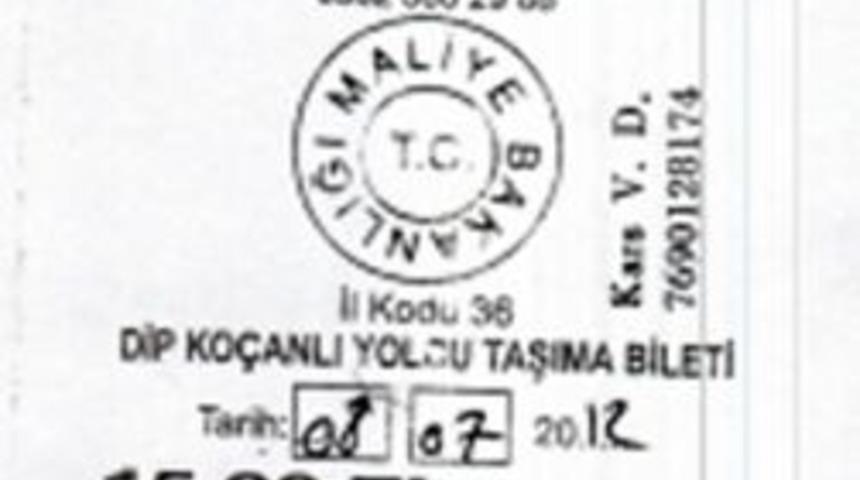 MALİYE BAKANLIĞI
T.C.
Kars V. D.
7690128174
İl Kodu 36
DİP KOÇANLI YOLCU TAŞIMA BİLETİ
Tarih: 08 07 2012